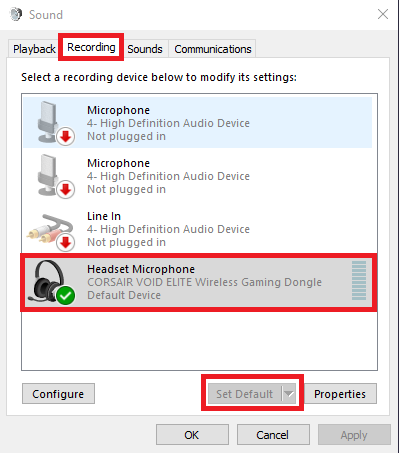 Sound
Playback Recording Sounds Communications
Select a recording device below to modify its settings:
Microphone
4- High Definition Audio Device
Not plugged in
Microphone
4- High Definition Audio Device
Not plugged in
Line In
4- High Definition Audio Device
Not plugged in
Headset Microphone
CORSAIR VOID ELITE Wireless Gaming Dongle
Default Device
Configure Set Default Properties
OK Cancel Apply